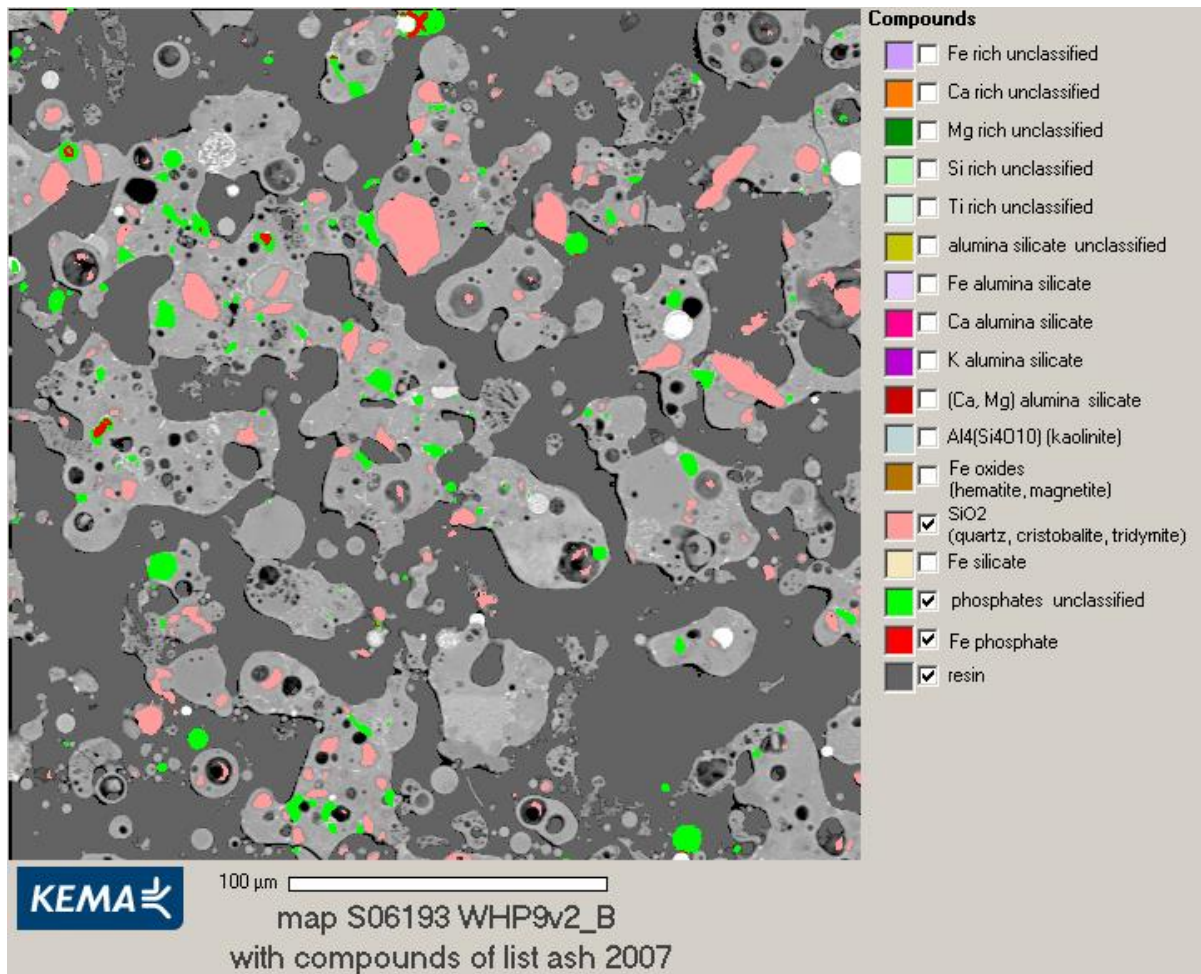 Compounds
Fe rich unclassified
Ca rich unclassified
Mg rich unclassified
Si rich unclassified
Ti rich unclassified
alumina silicate unclassified
Fe alumina silicate
Ca alumina silicate
K alumina silicate
(Ca, Mg) alumina silicate
Al4(Si4O10) (kaolinite)
Fe oxides
(hematite, magnetite)
SiO2
(quartz, cristobalite, tridymite)
Fe silicate
phosphates unclassified
Fe phosphate
resin
KEMA
100 µm
map S06193 WHP9v2_B
with compounds of list ash 2007